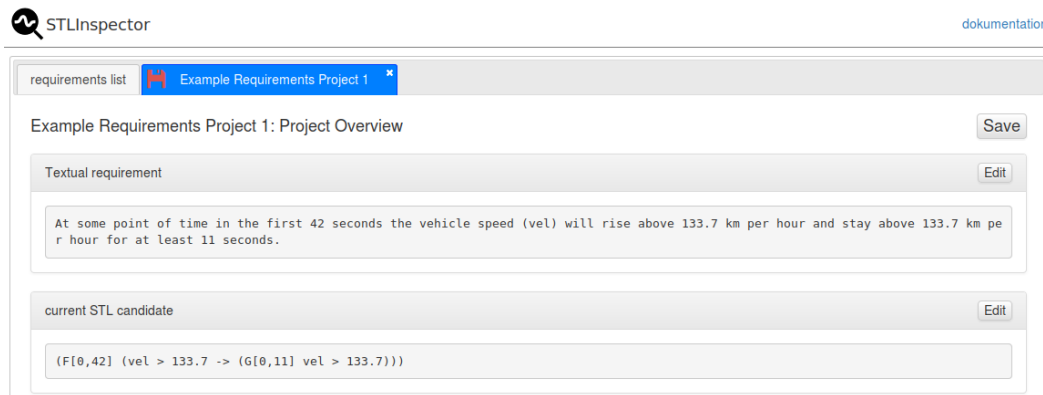 STLInspector
dokumentation
requirements list
Example Requirements Project 1
Example Requirements Project 1: Project Overview
Save
Textual requirement
Edit
At some point of time in the first 42 seconds the vehicle speed (vel) will rise above 133.7 km per hour and stay above 133.7 km pe
r hour for at least 11 seconds.
current STL candidate
Edit
(F[0,42] (vel > 133.7 -> (G[0,11] vel > 133.7)))